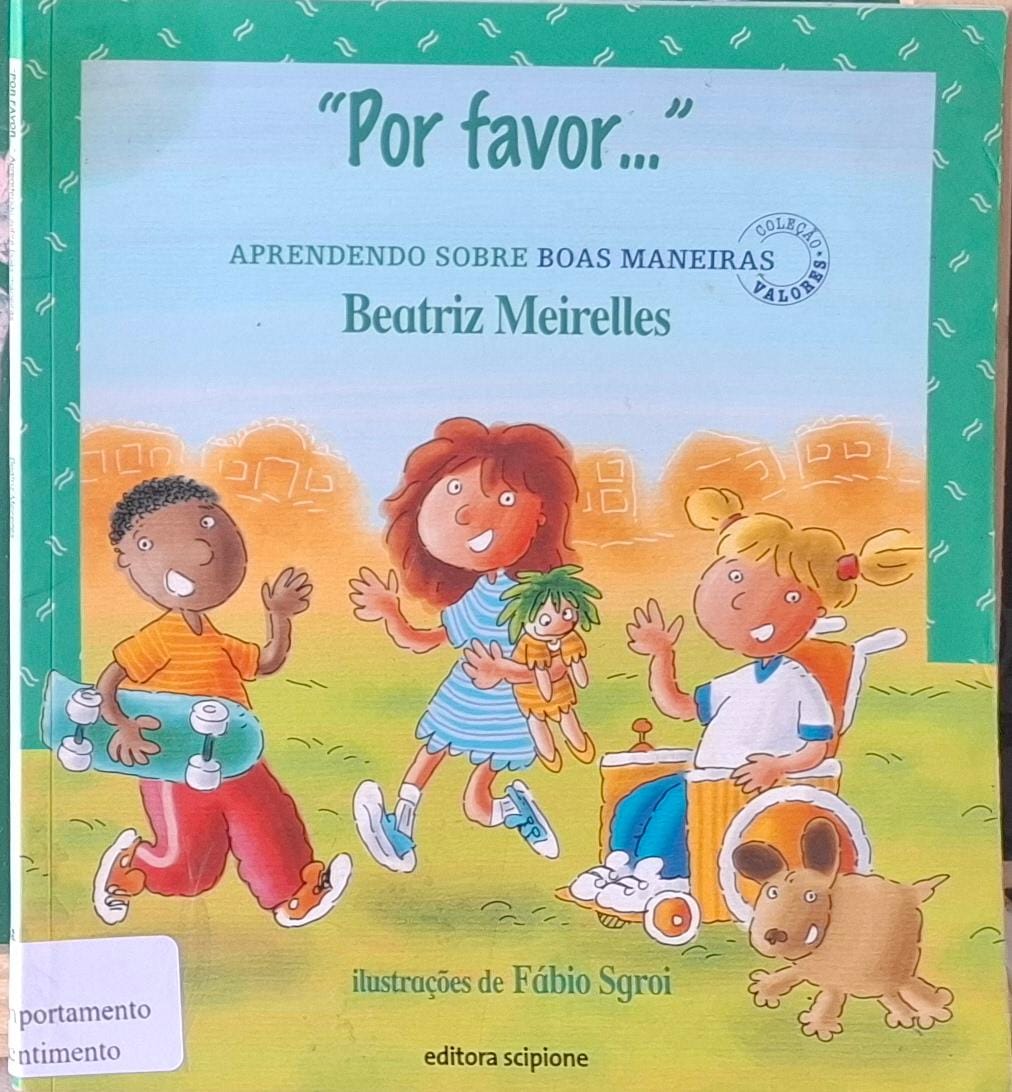 “Por favor...”
APRENDENDO SOBRE BOAS MANEIRAS
COLEÇÃO VALORES
Beatriz Meirelles
ilustrações de Fábio Sgroi
editora scipione
portamento
ntimento